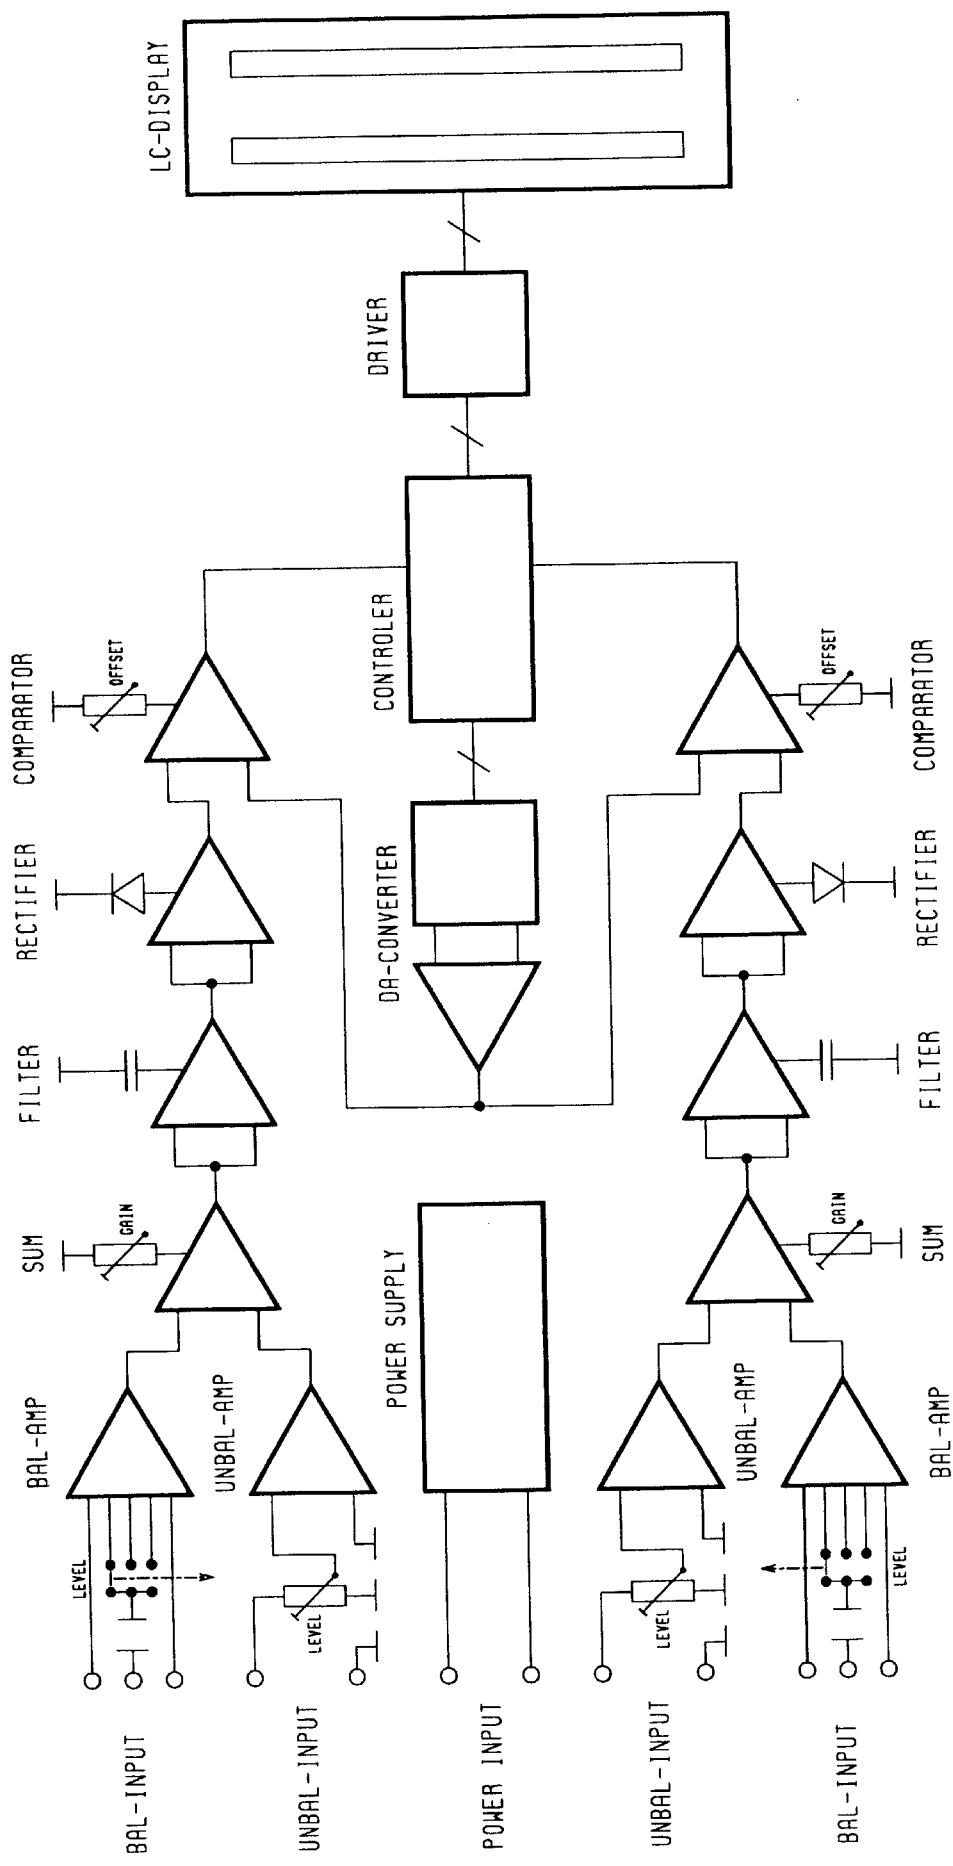 BAL-INPUT
LEVEL
BAL-AMP
SUM
GAIN
FILTER
RECTIFIER
COMPARATOR
OFFSET
LC-DISPLAY
UNBAL-INPUT
LEVEL
UNBAL-AMP
DA-CONVERTER
CONTROLER
DRIVER
POWER INPUT
POWER SUPPLY
UNBAL-INPUT
LEVEL
UNBAL-AMP
GAIN
OFFSET
BAL-INPUT
LEVEL
BAL-AMP
SUM
FILTER
RECTIFIER
COMPARATOR